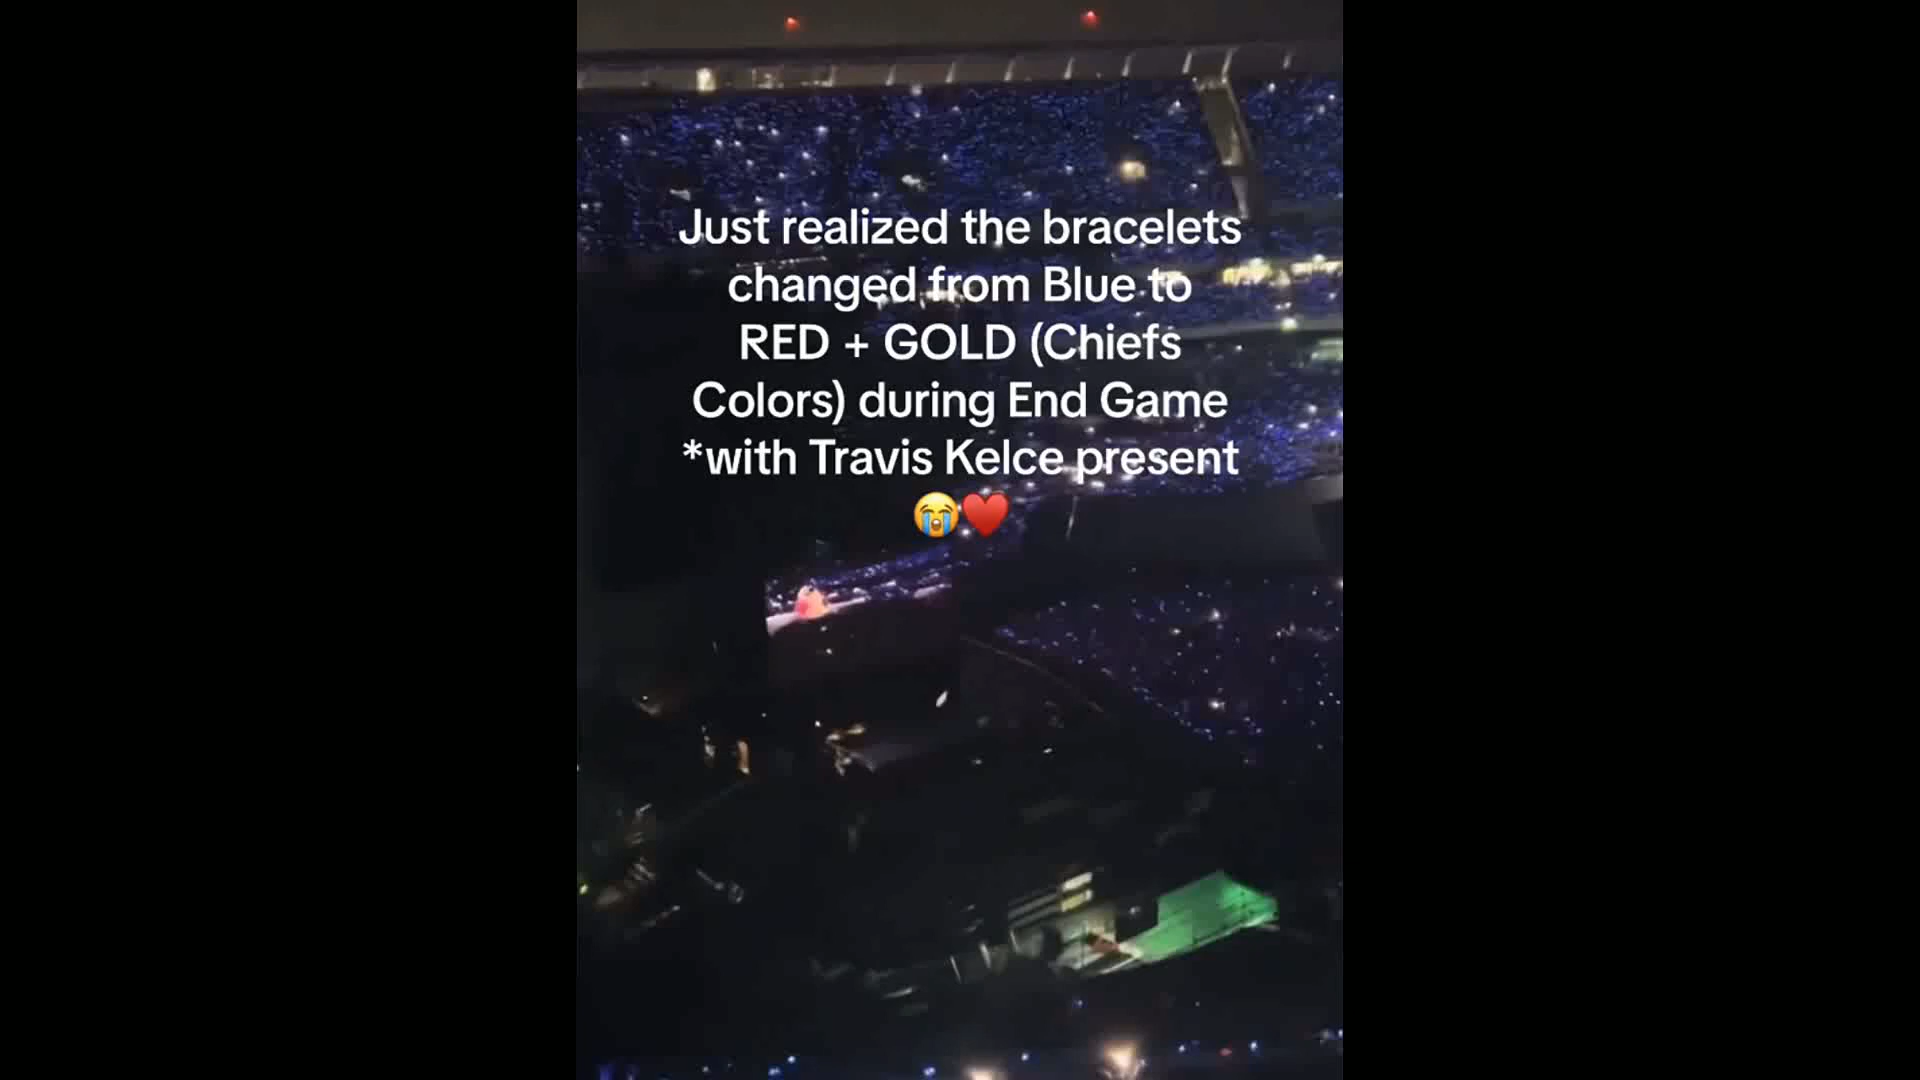 Just realized the bracelets
changed from Blue to
RED + GOLD (Chiefs
Colors) during End Game
*with Travis Kelce present
😭♥️